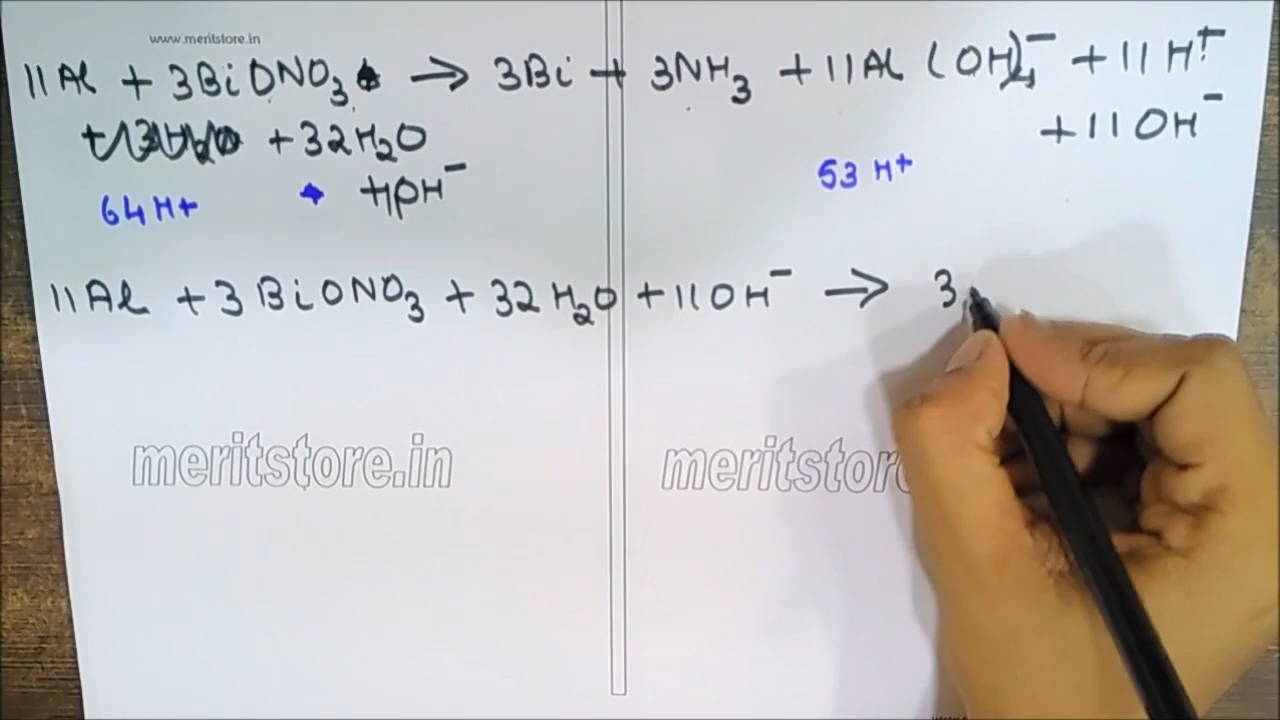 www.meritstore.in
11Al + 3BiONO3 → 3Bi + 3NH3 + 11Al(OH)4⁻ + 11H⁺
+32H2O + 11OH⁻
64H+ +11OH⁻ 53H+
11Al + 3BiONO3 + 32H2O + 11OH⁻ → 3
meritstore.in meritstor